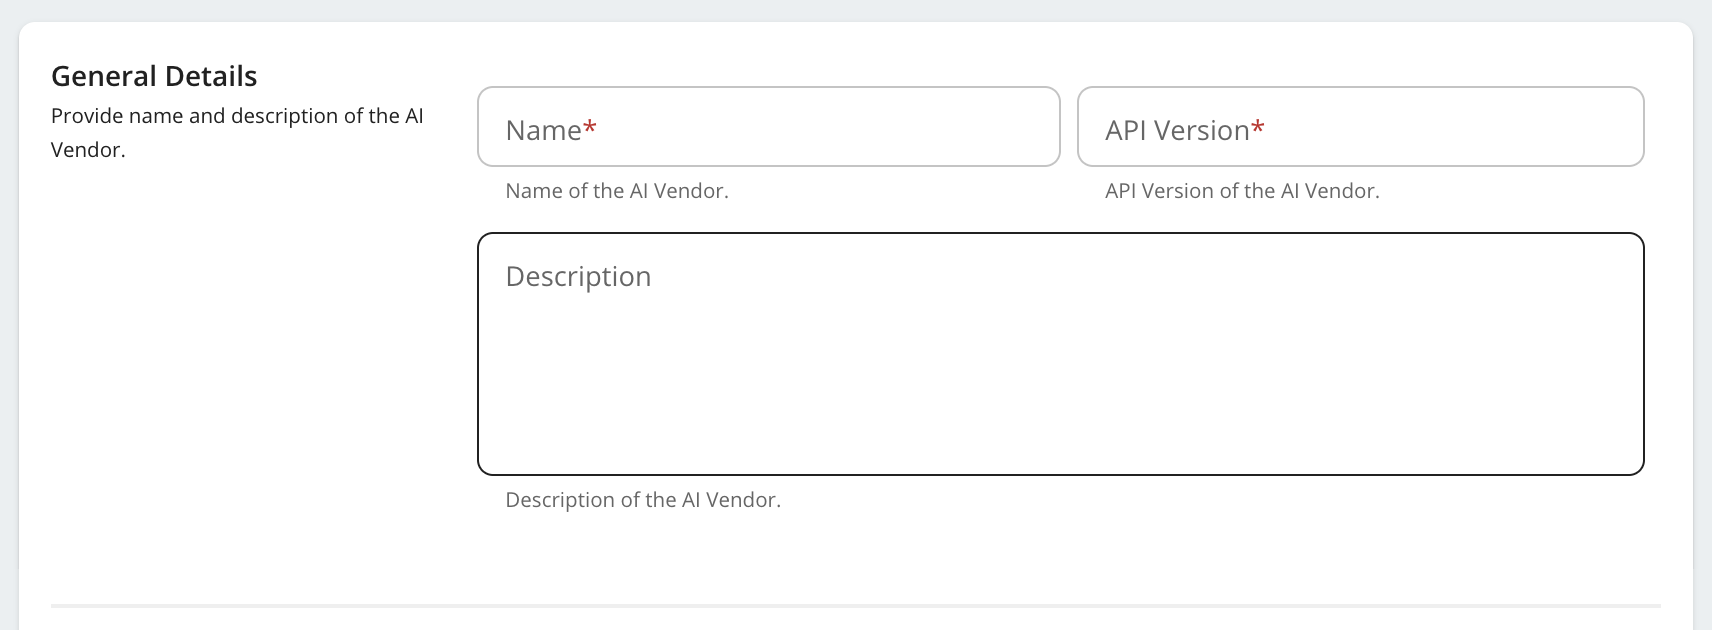 General Details
Provide name and description of the AI
Vendor.
Name*
API Version*
Name of the AI Vendor.
API Version of the AI Vendor.
Description
Description of the AI Vendor.